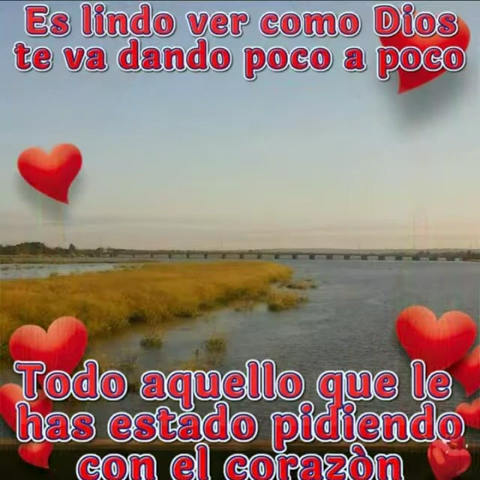 Es lindo ver como Dios
te va dando poco a poco
Todo aquello que le
has estado pidiendo
con el corazòn